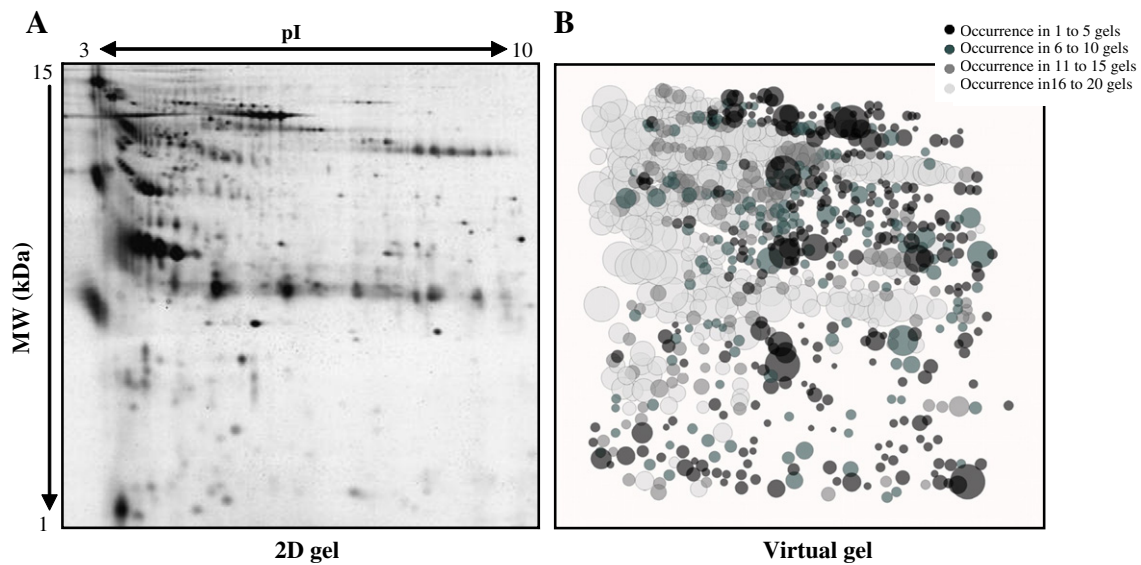 A
B
3
pI
10
15
MW (kDa)
1
2D gel
Occurrence in 1 to 5 gels
Occurrence in 6 to 10 gels
Occurrence in 11 to 15 gels
Occurrence in16 to 20 gels
Virtual gel